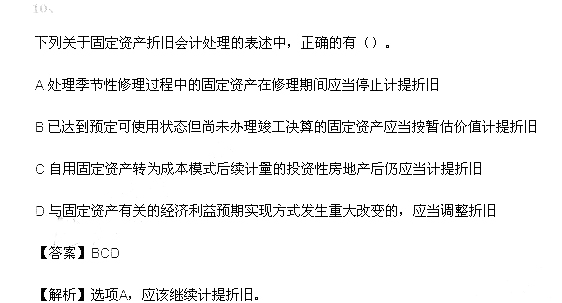 10、
下列关于固定资产折旧会计处理的表述中，正确的有（）。
A 处理季节性修理过程中的固定资产在修理期间应当停止计提折旧
B 已达到预定可使用状态但尚未办理竣工决算的固定资产应当按暂估价值计提折旧
C 自用固定资产转为成本模式后续计量的投资性房地产后仍应当计提折旧
D 与固定资产有关的经济利益预期实现方式发生重大改变的，应当调整折旧
【答案】BCD
【解析】选项A，应该继续计提折旧。